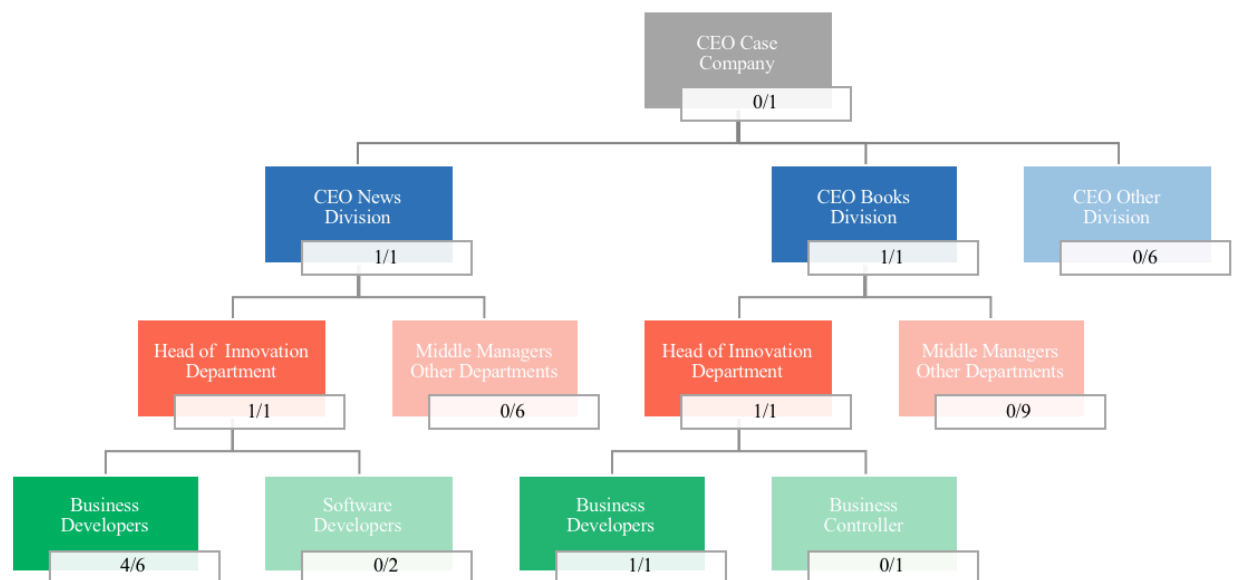 CEO Case
Company
0/1
CEO News
Division
1/1
CEO Books
Division
1/1
CEO Other
Division
0/6
Head of Innovation
Department
1/1
Middle Managers
Other Departments
0/6
Head of Innovation
Department
1/1
Middle Managers
Other Departments
0/9
Business
Developers
4/6
Software
Developers
0/2
Business
Developers
1/1
Business
Controller
0/1